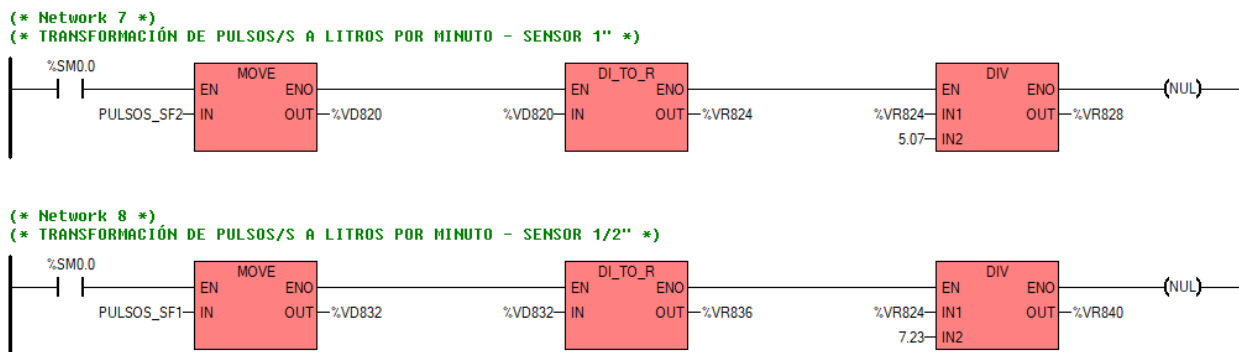 (* Network 7 *)
(* TRANSFORMACIÓN DE PULSOS/S A LITROS POR MINUTO - SENSOR 1" *)
%SM0.0 MOVE DI_TO_R DIV
EN ENO EN ENO EN ENO (NUL)
PULSOS_SF2 IN OUT %VD820 %VD820 IN OUT %VR824 %VR824 IN1 OUT %VR828
5.07 IN2
(* Network 8 *)
(* TRANSFORMACIÓN DE PULSOS/S A LITROS POR MINUTO - SENSOR 1/2" *)
%SM0.0 MOVE DI_TO_R DIV
EN ENO EN ENO EN ENO (NUL)
PULSOS_SF1 IN OUT %VD832 %VD832 IN OUT %VR836 %VR824 IN1 OUT %VR840
7.23 IN2